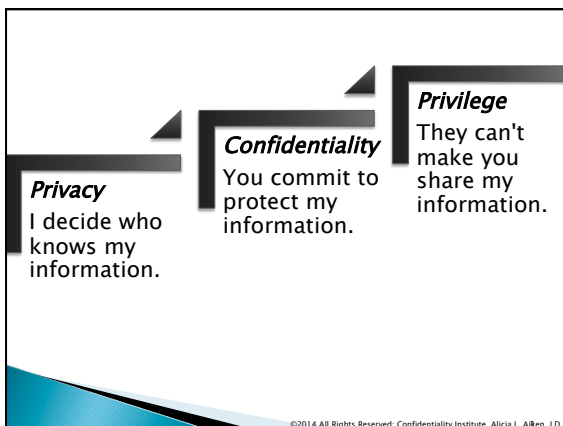 Privacy
I decide who
knows my
information.
Confidentiality
You commit to
protect my
information.
Privilege
They can't
make you
share my
information.
©2014 All Rights Reserved: Confidentiality Institute, Alicia L. J.D.